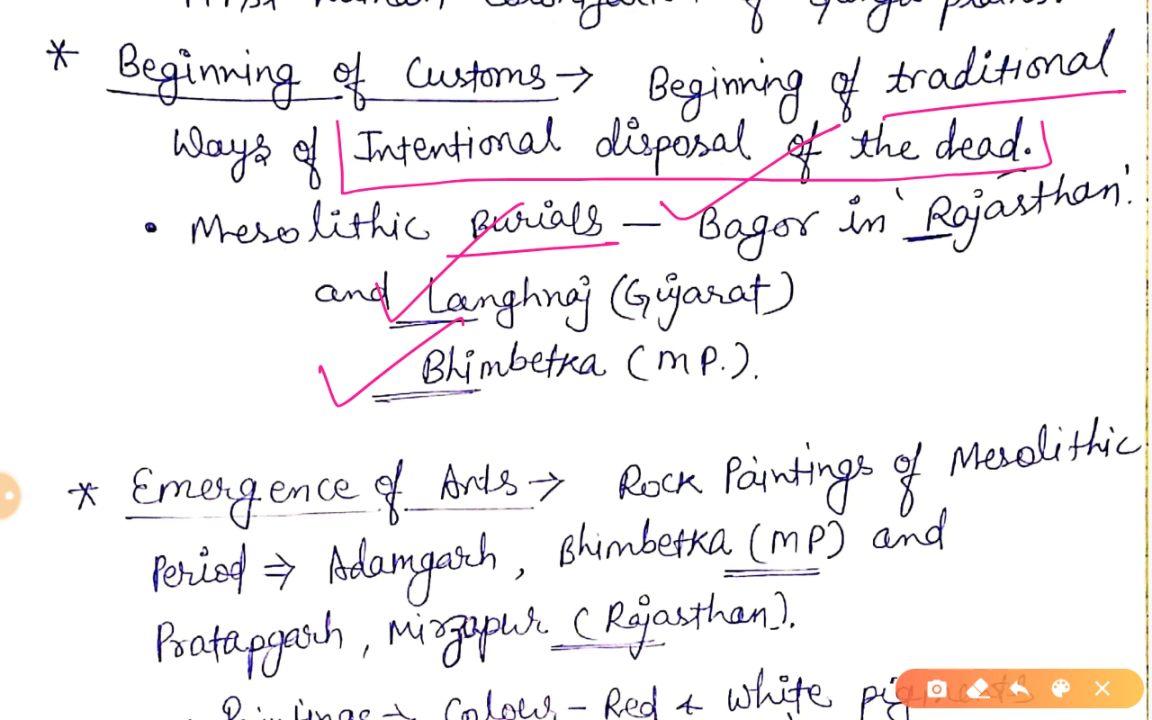 * Beginning of Customs → Beginning of traditional
Ways of Intentional disposal of the dead.
• Mesolithic Burials — Bagor in Rajasthan.
and Langhnaj (Gujarat)
Bhimbetka (MP.).
* Emergence of Arts → Rock Paintings of Mesolithic
Period ⇒ Adamgarh, Bhimbetka (MP) and
Pratapgarh, Mirzapur (Rajasthan).
Paintings → Colour - Red & white